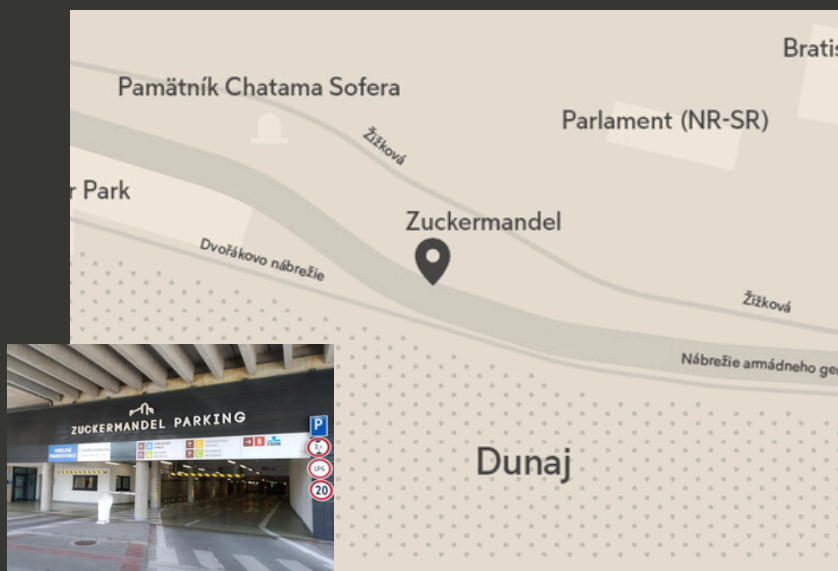 Bratis
Pamätník Chatama Sofera
Parlament (NR-SR)
Žižková
r Park
Zuckermandel
Dvořákovo nábrežie
Žižková
Nábrežie armádneho gen
ZUCKERMANDEL PARKING
P
LPG
20
Dunaj